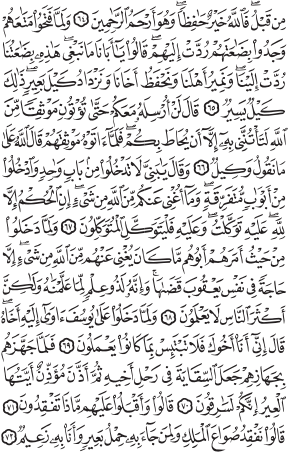 مِن قَبْلُ فَٱللَّهُ خَيْرٌ حَٰفِظًا ۖ وَهُوَ أَرْحَمُ ٱلرَّٰحِمِينَ ٦٤ وَلَمَّا فَتَحُوا۟ مَتَٰعَهُمْ
وَجَدُوا۟ بِضَٰعَتَهُمْ رُدَّتْ إِلَيْهِمْ ۖ قَالُوا۟ يَٰٓأَبَانَا مَا نَبْغِى ۖ هَٰذِهِۦ بِضَٰعَتُنَا
رُدَّتْ إِلَيْنَا ۖ وَنَمِيرُ أَهْلَنَا وَنَحْفَظُ أَخَانَا وَنَزْدَادُ كَيْلَ بَعِيرٍ ۖ ذَٰلِكَ
كَيْلٌ يَسِيرٌ ٦٥ قَالَ لَنْ أُرْسِلَهُۥ مَعَكُمْ حَتَّىٰ تُؤْتُونِ مَوْثِقًا مِّنَ
ٱللَّهِ لَتَأْتُنَّنِى بِهِۦٓ إِلَّآ أَن يُحَاطَ بِكُمْ ۖ فَلَمَّآ ءَاتَوْهُ مَوْثِقَهُمْ قَالَ ٱللَّهُ عَلَىٰ
مَا نَقُولُ وَكِيلٌ ٦٦ وَقَالَ يَٰبَنِىَّ لَا تَدْخُلُوا۟ مِنۢ بَابٍ وَٰحِدٍ وَٱدْخُلُوا۟
مِنْ أَبْوَٰبٍ مُّتَفَرِّقَةٍ ۖ وَمَآ أُغْنِى عَنكُم مِّنَ ٱللَّهِ مِن شَىْءٍ ۖ إِنِ ٱلْحُكْمُ إِلَّا
لِلَّهِ ۖ عَلَيْهِ تَوَكَّلْتُ ۖ وَعَلَيْهِ فَلْيَتَوَكَّلِ ٱلْمُتَوَكِّلُونَ ٦٧ وَلَمَّا دَخَلُوا۟
مِنْ حَيْثُ أَمَرَهُمْ أَبُوهُم مَّا كَانَ يُغْنِى عَنْهُم مِّنَ ٱللَّهِ مِن شَىْءٍ إِلَّا
حَاجَةً فِى نَفْسِ يَعْقُوبَ قَضَىٰهَا ۚ وَإِنَّهُۥ لَذُو عِلْمٍ لِّمَا عَلَّمْنَٰهُ وَلَٰكِنَّ
أَكْثَرَ ٱلنَّاسِ لَا يَعْلَمُونَ ٦٨ وَلَمَّا دَخَلُوا۟ عَلَىٰ يُوسُفَ ءَاوَىٰٓ إِلَيْهِ أَخَاهُ ۖ
قَالَ إِنِّىٓ أَنَا۠ أَخُوكَ فَلَا تَبْتَئِسْ بِمَا كَانُوا۟ يَعْمَلُونَ ٦٩ فَلَمَّا جَهَّزَهُم
بِجَهَازِهِمْ جَعَلَ ٱلسِّقَايَةَ فِى رَحْلِ أَخِيهِ ثُمَّ أَذَّنَ مُؤَذِّنٌ أَيَّتُهَا
ٱلْعِيرُ إِنَّكُمْ لَسَٰرِقُونَ ٧٠ قَالُوا۟ وَأَقْبَلُوا۟ عَلَيْهِم مَّاذَا تَفْقِدُونَ ٧١
قَالُوا۟ نَفْقِدُ صُوَاعَ ٱلْمَلِكِ وَلِمَن جَآءَ بِهِۦ حِمْلُ بَعِيرٍ وَأَنَا۠ بِهِۦ زَعِيمٌ ٧٢